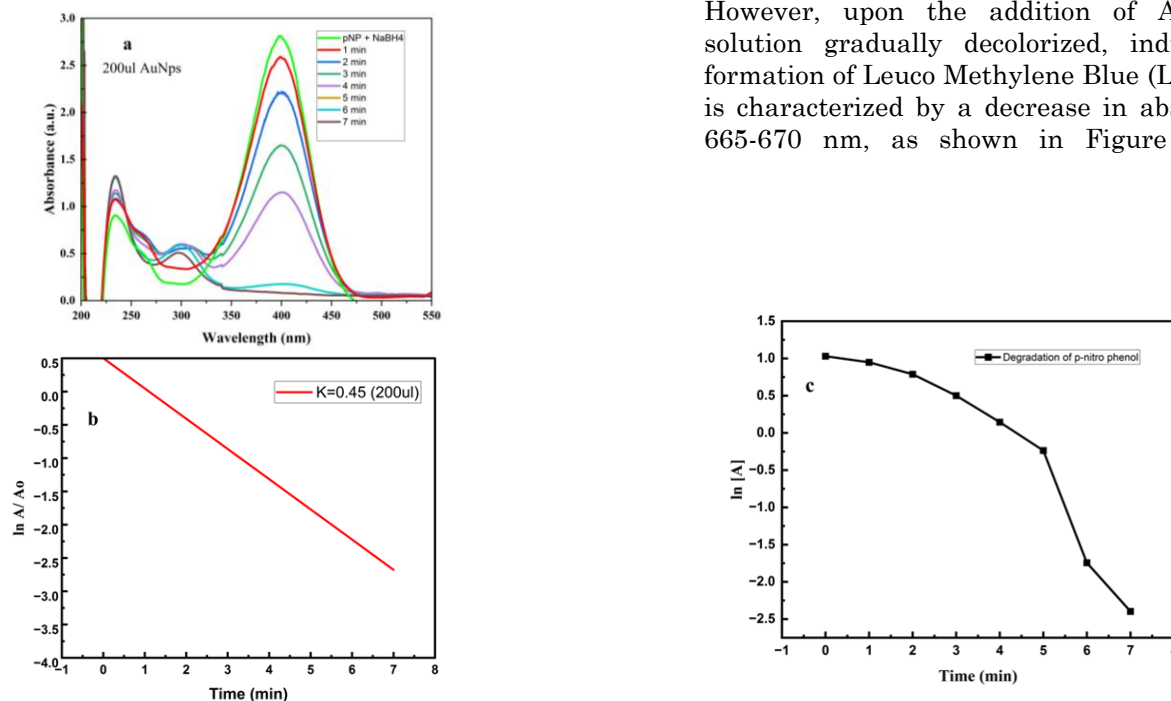 a
200ul AuNps
pNP + NaBH4
1 min
2 min
3 min
4 min
5 min
6 min
7 min
Absorbance (a.u.)
3.0
2.5
2.0
1.5
1.0
0.5
0.0
200 250 300 350 400 450 500 550
Wavelength (nm)
b
K=0.45 (200ul)
ln A/ Ao
0.5
0.0
−0.5
−1.0
−1.5
−2.0
−2.5
−3.0
−3.5
−4.0
−1 0 1 2 3 4 5 6 7 8
Time (min)
However, upon the addition of A
solution gradually decolorized, ind
formation of Leuco Methylene Blue (L
is characterized by a decrease in abs
665-670 nm, as shown in Figure
c
Degradation of p-nitro phenol
ln [A]
1.5
1.0
0.5
0.0
−0.5
−1.0
−1.5
−2.0
−2.5
−1 0 1 2 3 4 5 6 7 8
Time (min)